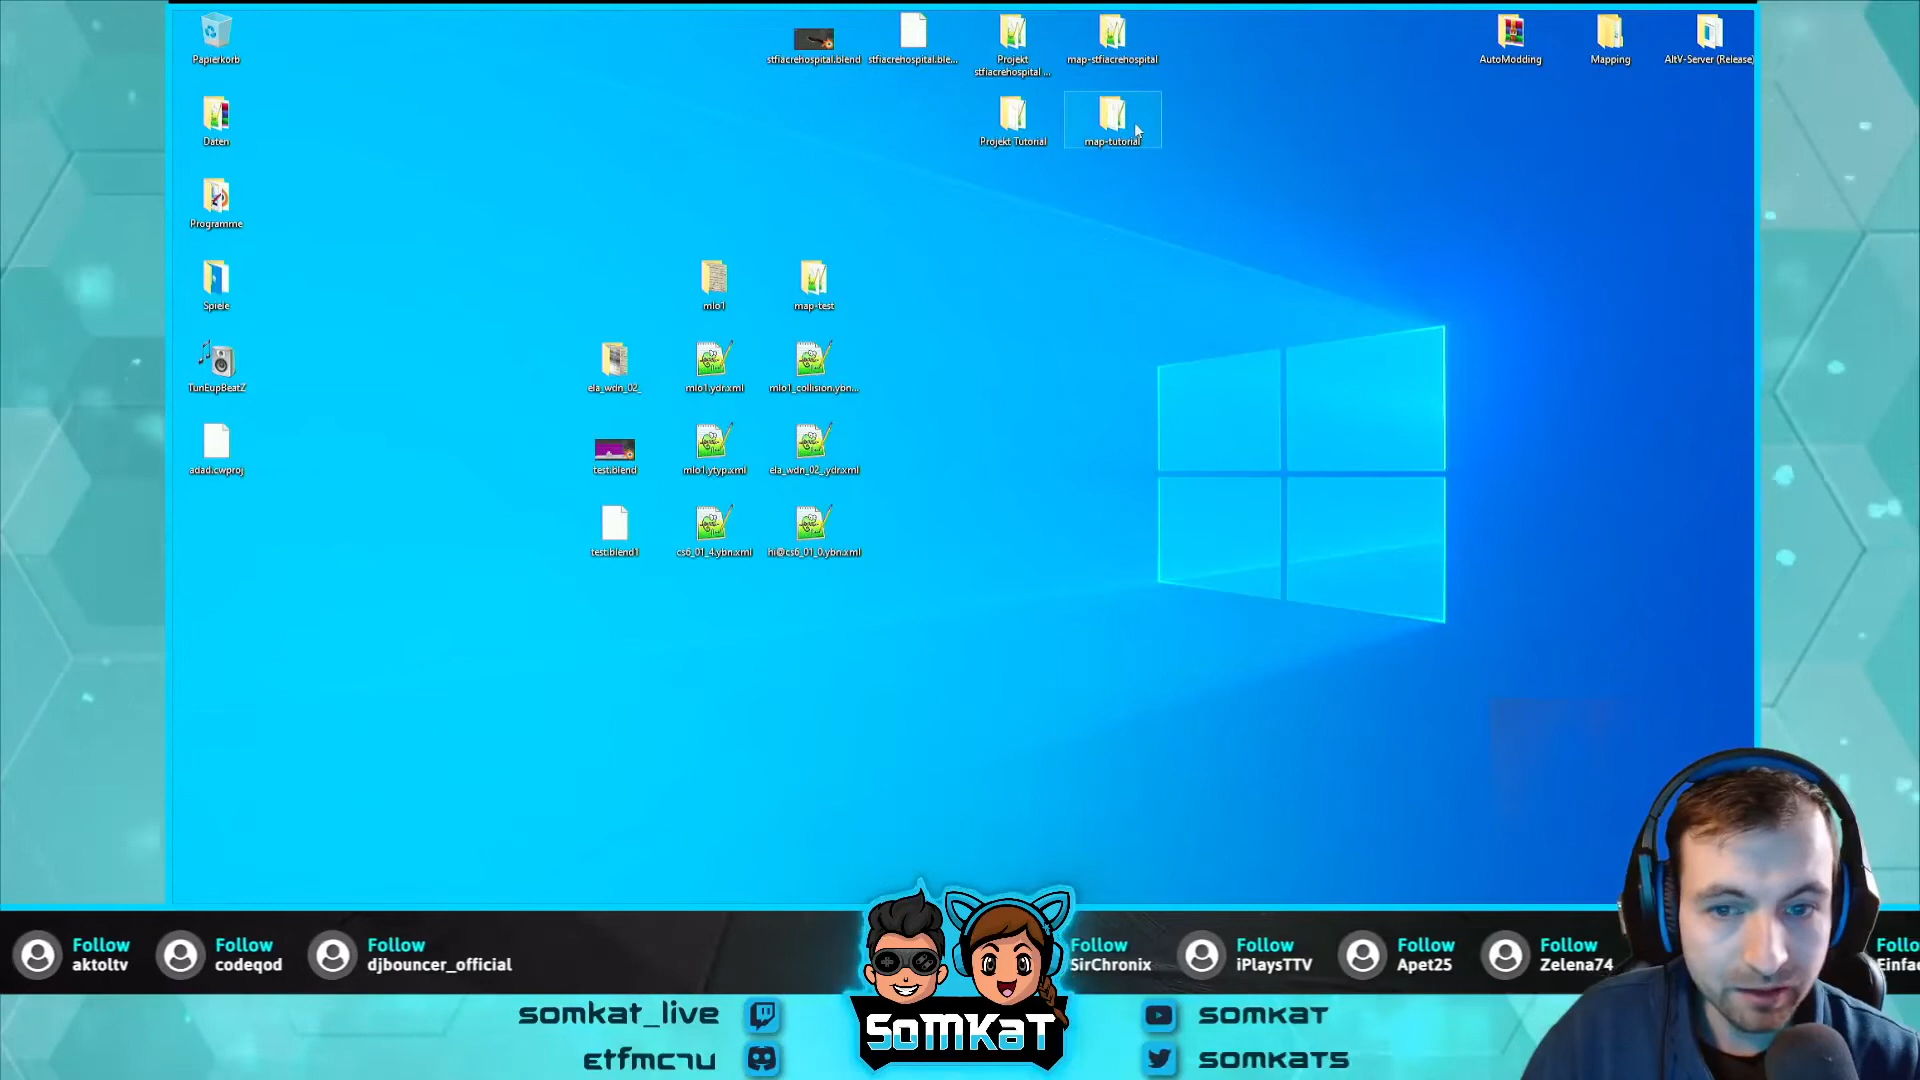 Papierkorb
stfiacrehospital.blend
stfiacrehospital.ble...
Projekt
stfiacrehospital ...
map-stfiacrehospital
AutoModding
Mapping
AltV-Server (Release)
Daten
Projekt Tutorial
map-tutorial
Programme
Spiele
mlo1
map-test
TunEupBeatZ
ela_wdn_02_
mlo1.ydr.xml
mlo1_collision.ybn...
adad.cwproj
test.blend
mlo1.ytyp.xml
ela_wdn_02_.ydr.xml
test.blend1
cs6_01_4.ybn.xml
hi@cs6_01_0.ybn.xml
Follow
aktoltv
Follow
codeqod
Follow
djbouncer_official
Follow
SirChronix
Follow
iPlaysTTV
Follow
Apet25
Follow
Zelena74
Follo
Einfac
somkat_live
SOMKAT
SOMKAT
SOMKAT5